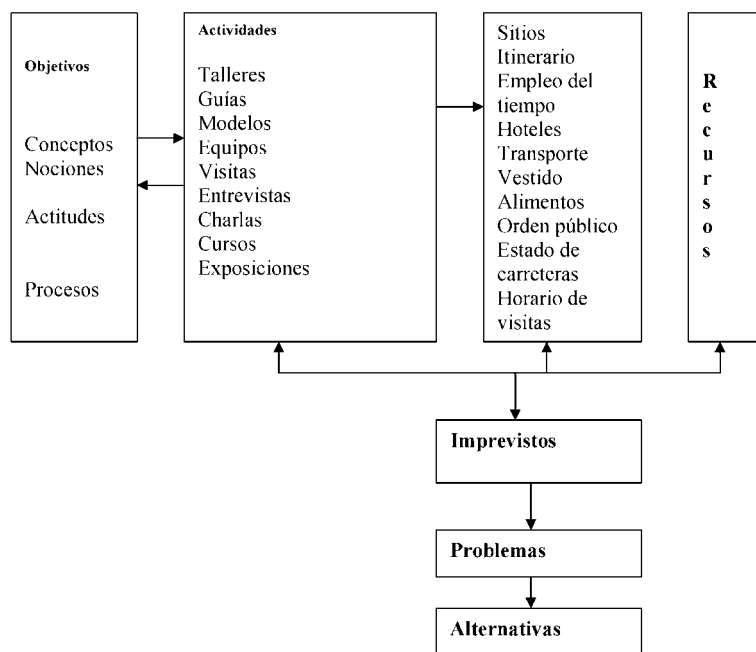 Objetivos
Conceptos
Nociones
Actitudes
Procesos
Actividades
Talleres
Guías
Modelos
Equipos
Visitas
Entrevistas
Charlas
Cursos
Exposiciones
Sitios
Itinerario
Empleo del
tiempo
Hoteles
Transporte
Vestido
Alimentos
Orden público
Estado de
carreteras
Horario de
visitas
R
e
c
u
r
s
o
s
Imprevistos
Problemas
Alternativas